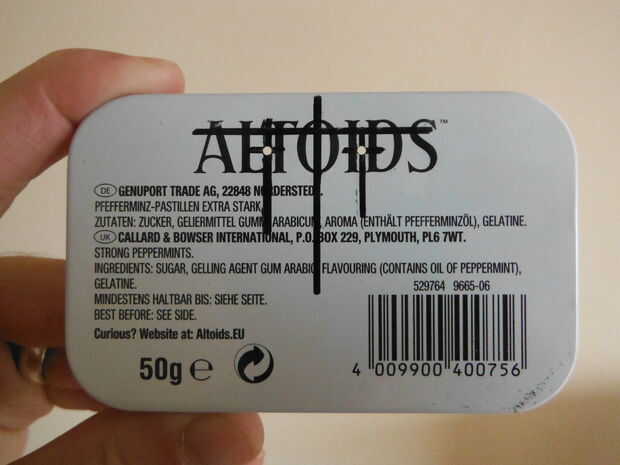 ALTOIDS™
DE GENUPORT TRADE AG, 22848 NORDERSTEDT.
PFEFFERMINZ-PASTILLEN EXTRA STARK
ZUTATEN: ZUCKER, GELIERMITTEL GUMMI ARABICUM, AROMA (ENTHÄLT PFEFFERMINZÖL), GELATINE.
UK CALLARD & BOWSER INTERNATIONAL, P.O. BOX 229, PLYMOUTH, PL6 7WT.
STRONG PEPPERMINTS.
INGREDIENTS: SUGAR, GELLING AGENT GUM ARABIC, FLAVOURING (CONTAINS OIL OF PEPPERMINT),
GELATINE.
MINDESTENS HALTBAR BIS: SIEHE SEITE.
BEST BEFORE: SEE SIDE.
Curious? Website at: Altoids.EU
50g e
529764 9665-06
4 009900 400756